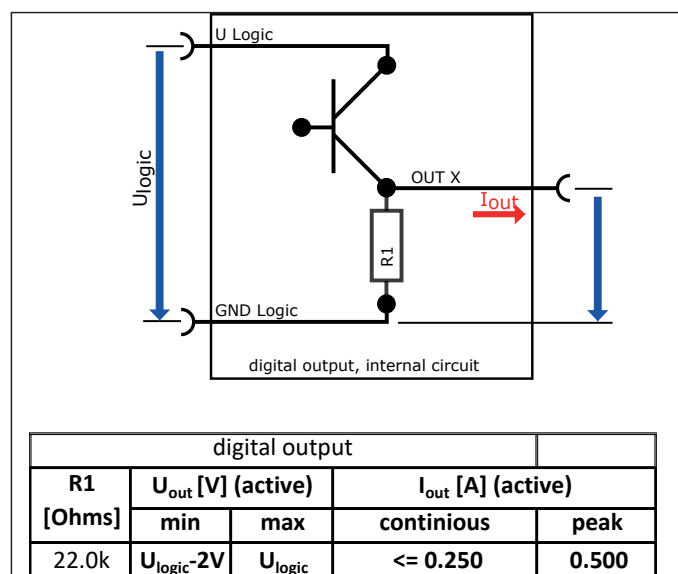 U Logic
Ulogic
OUT X
Iout
R1
GND Logic
digital output, internal circuit
digital output
R1 [Ohms] Uout [V] (active) Iout [A] (active)
min max continious peak
22.0k Ulogic-2V Ulogic <= 0.250 0.500